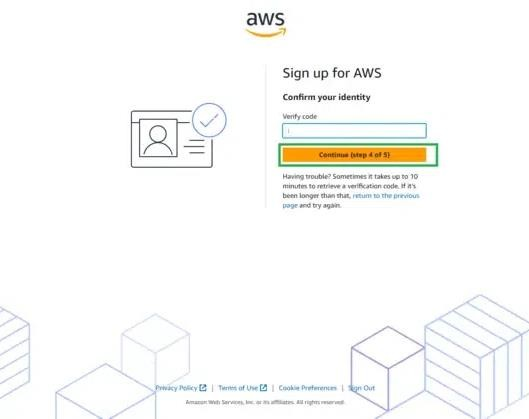 aws
Sign up for AWS
Confirm your identity
Verify code
Continue (step 4 of 5)
Having trouble? Sometimes it takes up to 10
minutes to retrieve a verification code. If it's
been longer than that, return to the previous
page and try again.
Privacy Policy | Terms of Use | Cookie Preferences | Sign Out
Amazon Web Services, Inc. or its affiliates. All rights reserved.